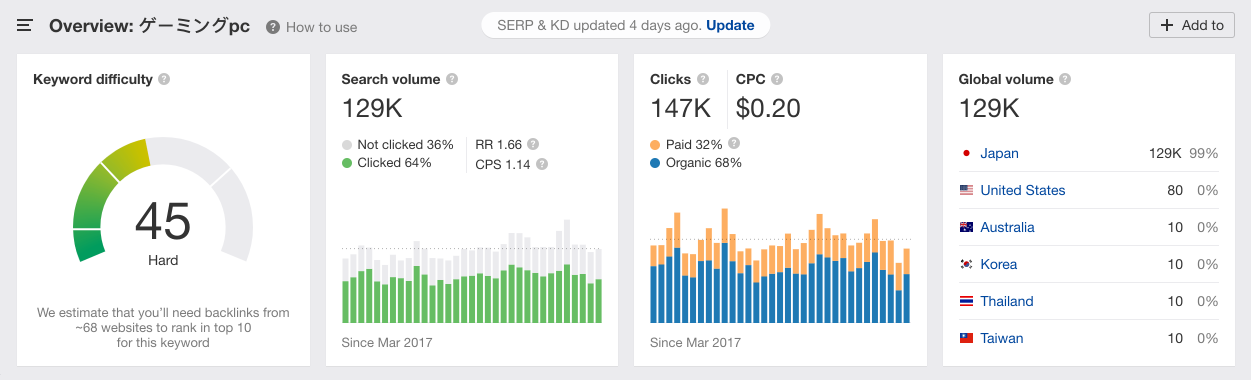 Overview: ゲーミングpc
? How to use
SERP & KD updated 4 days ago. Update
+ Add to
Keyword difficulty ?
45
Hard
We estimate that you'll need backlinks from
~68 websites to rank in top 10
for this keyword
Search volume ?
129K
Not clicked 36%
Clicked 64%
RR 1.66 ?
CPS 1.14 ?
Since Mar 2017
Clicks ?
147K
CPC ?
$0.20
Paid 32% ?
Organic 68%
Since Mar 2017
Global volume ?
129K
Japan 129K 99%
United States 80 0%
Australia 10 0%
Korea 10 0%
Thailand 10 0%
Taiwan 10 0%